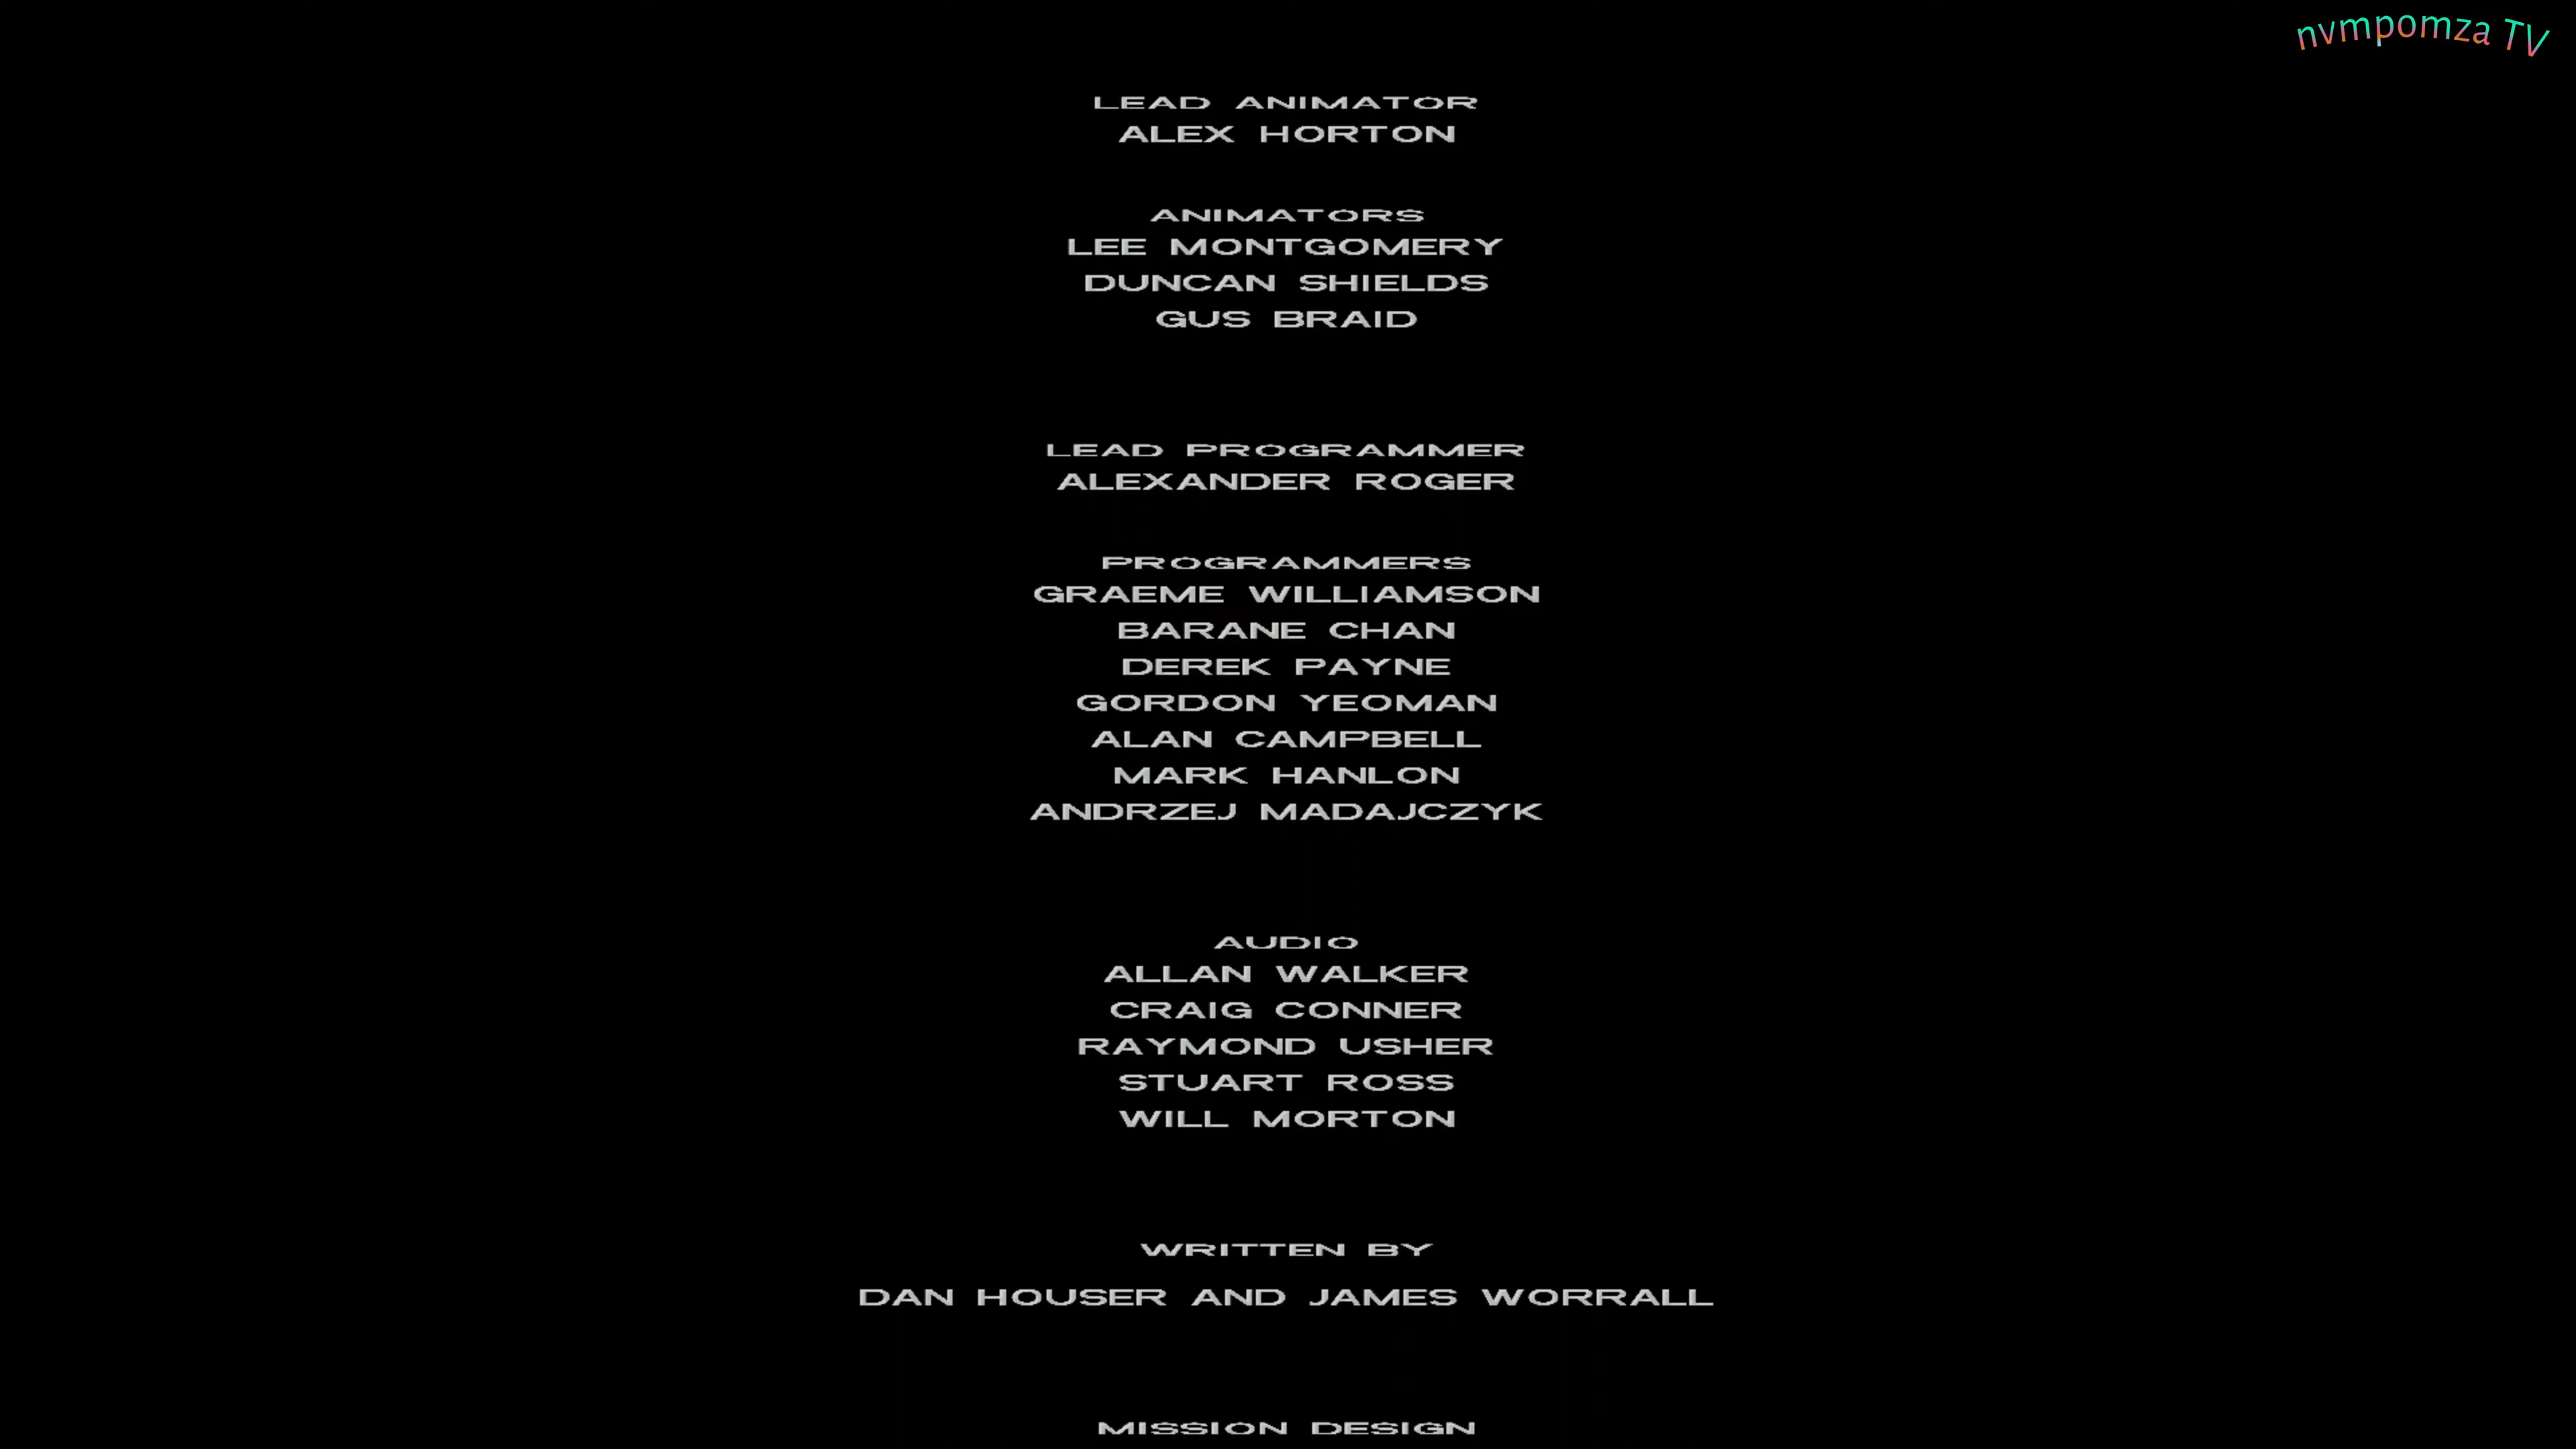 nvmpomza TV
LEAD ANIMATOR
ALEX HORTON
ANIMATORS
LEE MONTGOMERY
DUNCAN SHIELDS
GUS BRAID
LEAD PROGRAMMER
ALEXANDER ROGER
PROGRAMMERS
GRAEME WILLIAMSON
BARANE CHAN
DEREK PAYNE
GORDON YEOMAN
ALAN CAMPBELL
MARK HANLON
ANDRZEJ MADAJCZYK
AUDIO
ALLAN WALKER
CRAIG CONNER
RAYMOND USHER
STUART ROSS
WILL MORTON
WRITTEN BY
DAN HOUSER AND JAMES WORRALL
MISSION DESIGN